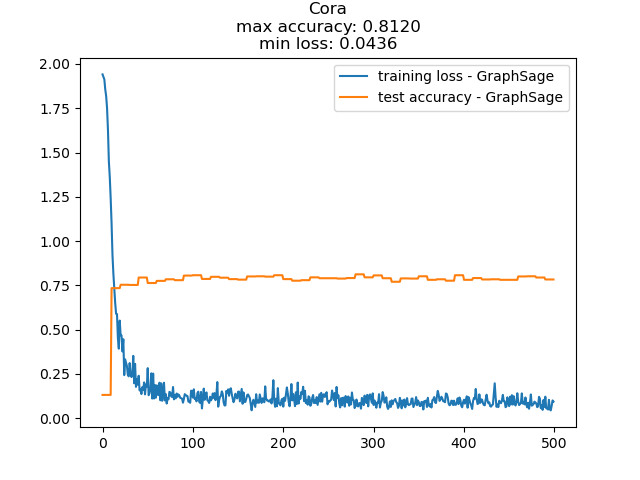 Cora
max accuracy: 0.8120
min loss: 0.0436
training loss - GraphSage
test accuracy - GraphSage
2.00
1.75
1.50
1.25
1.00
0.75
0.50
0.25
0.00
0 100 200 300 400 500